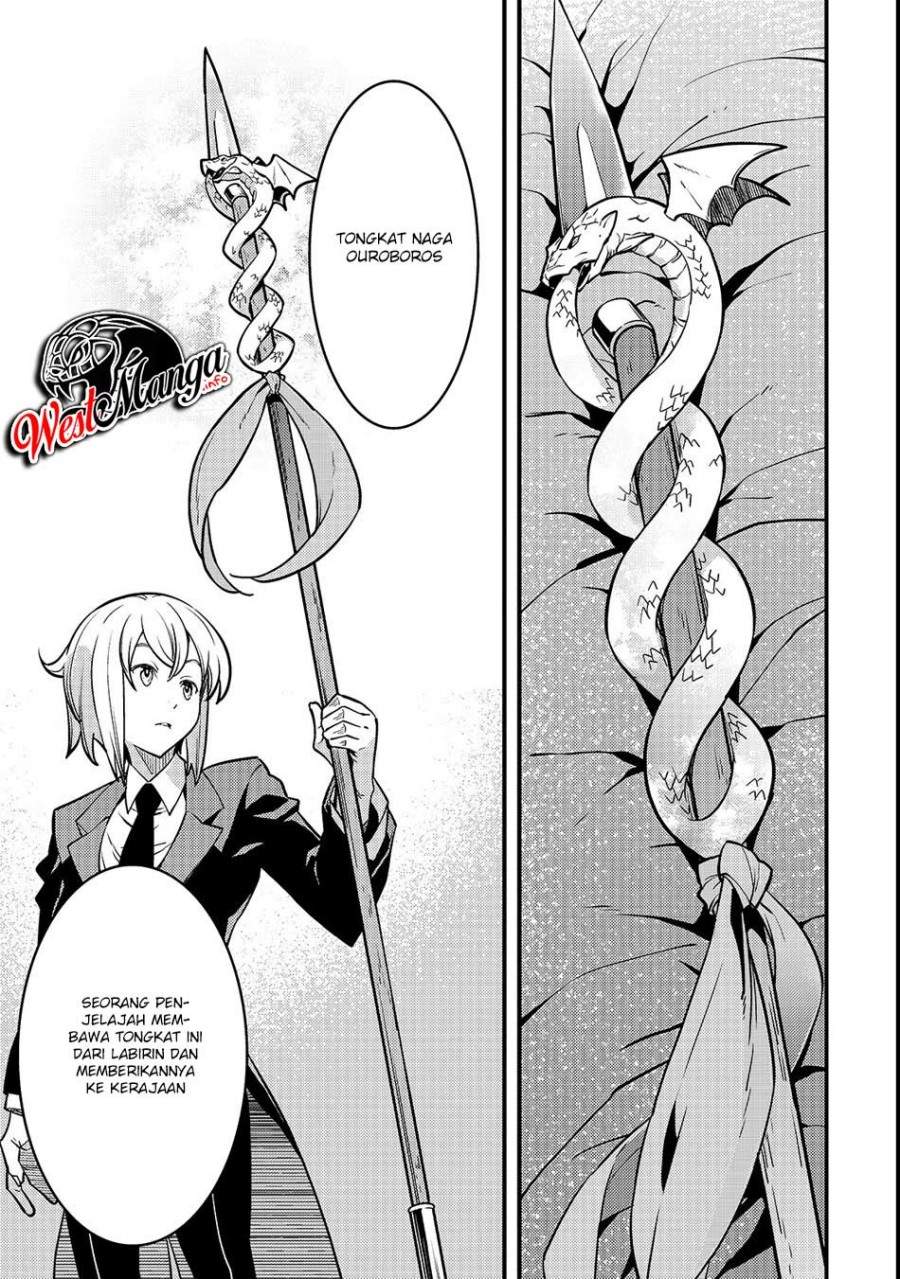 TONGKAT NAGA
OUROBOROS
WestManga
.info
SEORANG PEN-
JELAJAH MEM-
BAWA TONGKAT INI
DARI LABIRIN DAN
MEMBERIKANNYA
KE KERAJAAN